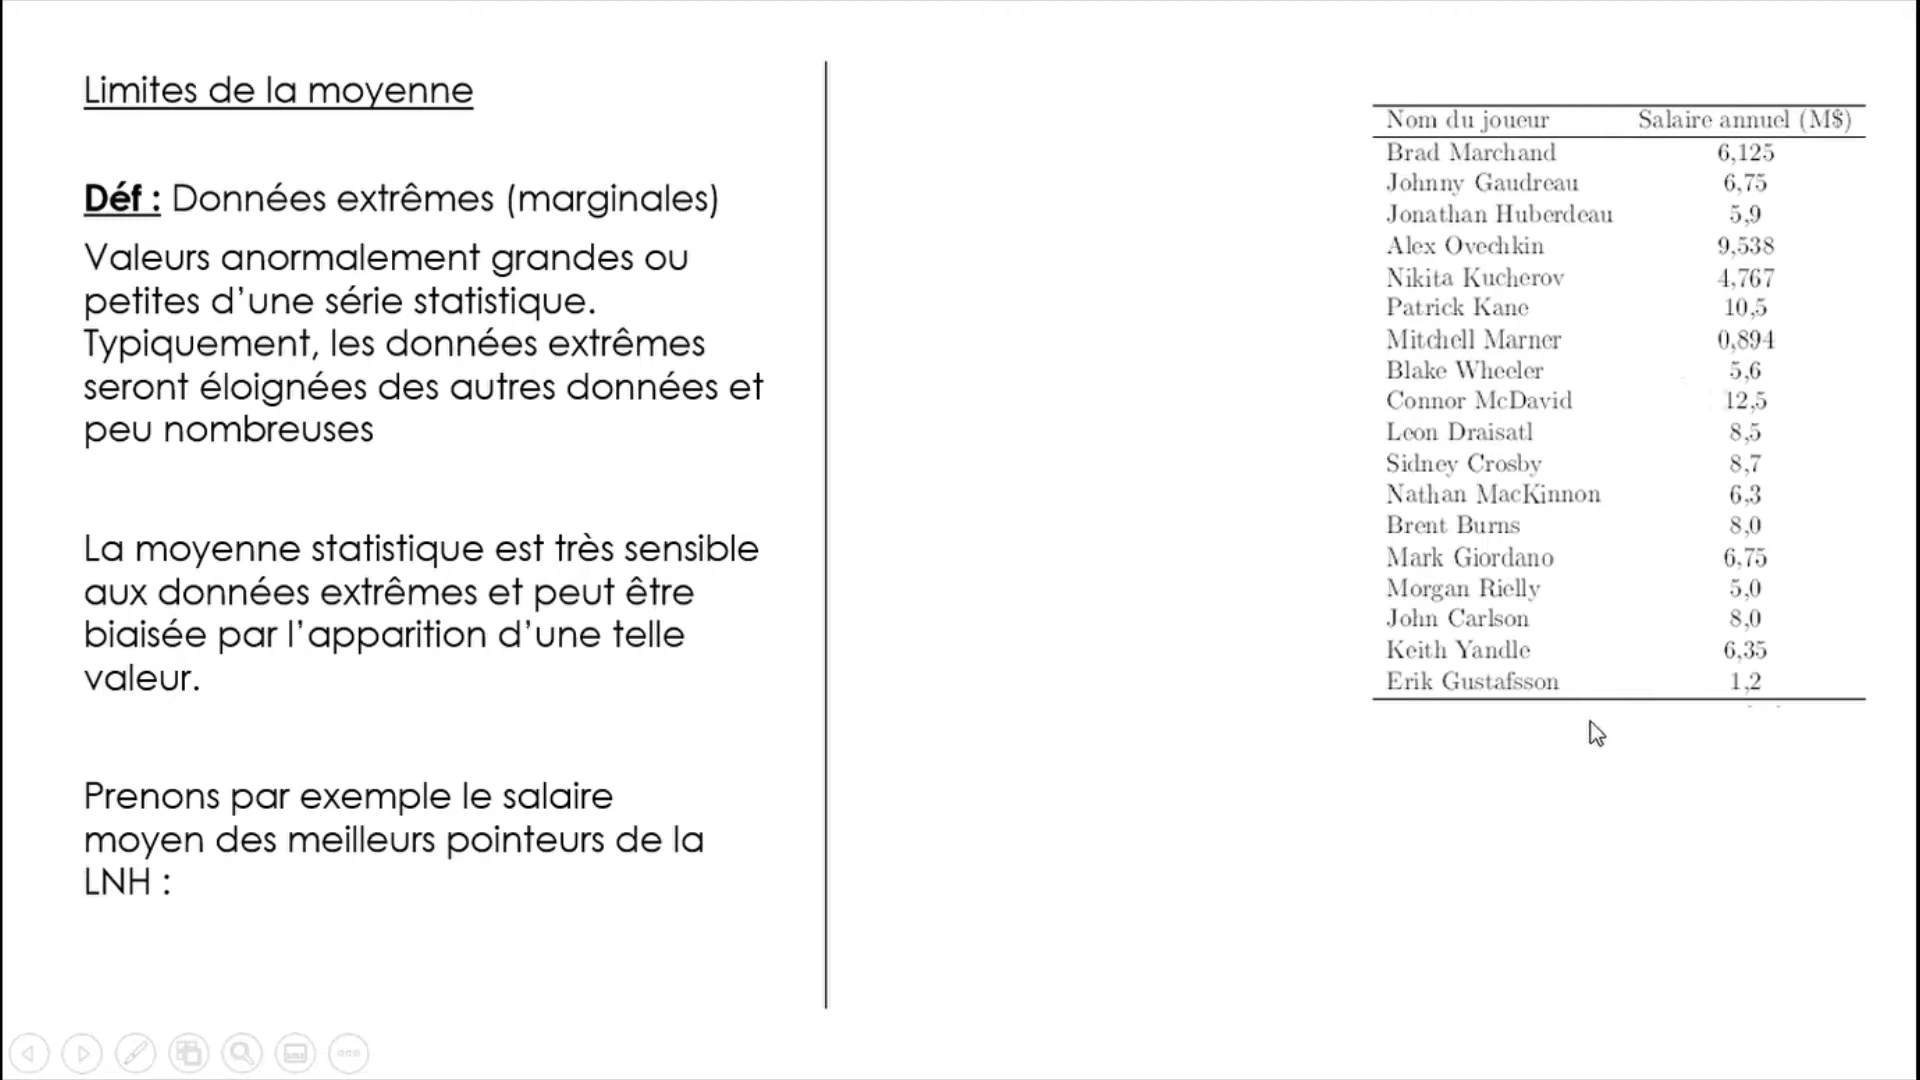 Limites de la moyenne
Déf : Données extrêmes (marginales)
Valeurs anormalement grandes ou
petites d’une série statistique.
Typiquement, les données extrêmes
seront éloignées des autres données et
peu nombreuses
La moyenne statistique est très sensible
aux données extrêmes et peut être
biaisée par l’apparition d’une telle
valeur.
Prenons par exemple le salaire
moyen des meilleurs pointeurs de la
LNH :
Nom du joueur Salaire annuel (M$)
Brad Marchand 6,125
Johnny Gaudreau 6,75
Jonathan Huberdeau 5,9
Alex Ovechkin 9,538
Nikita Kucherov 4,767
Patrick Kane 10,5
Mitchell Marner 0,894
Blake Wheeler 5,6
Connor McDavid 12,5
Leon Draisatl 8,5
Sidney Crosby 8,7
Nathan MacKinnon 6,3
Brent Burns 8,0
Mark Giordano 6,75
Morgan Rielly 5,0
John Carlson 8,0
Keith Yandle 6,35
Erik Gustafsson 1,2